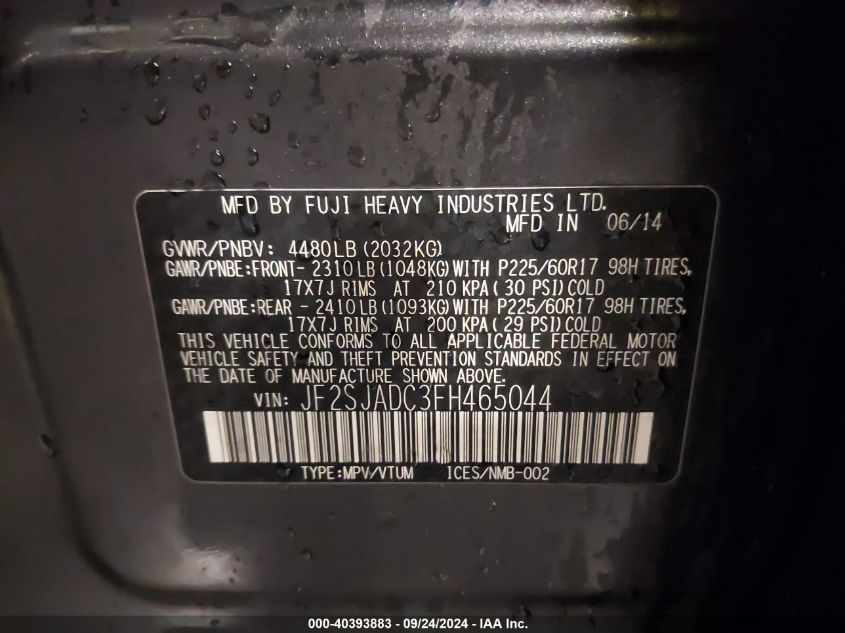 MFD BY FUJI HEAVY INDUSTRIES LTD.
MFD IN 06/14
GVWR/PNBV: 4480LB (2032KG)
GAWR/PNBE:FRONT- 2310 LB (1048KG)WITH P225/60R17 98H TIRES,
17X7J RIMS AT 210 KPA ( 30 PSI)COLD
GAWR/PNBE:REAR - 2410 LB (1093KG)WITH P225/60R17 98H TIRES,
17X7J RIMS AT 200 KPA ( 29 PSI)COLD
THIS VEHICLE CONFORMS TO ALL APPLICABLE FEDERAL MOTOR
VEHICLE SAFETY AND THEFT PREVENTION STANDARDS IN EFFECT ON
THE DATE OF MANUFACTURE SHOWN ABOVE.
VIN: JF2SJADC3FH465044
TYPE:MPV/VTUM ICES/NMB-002
000-40393883 - 09/24/2024 - IAA Inc.